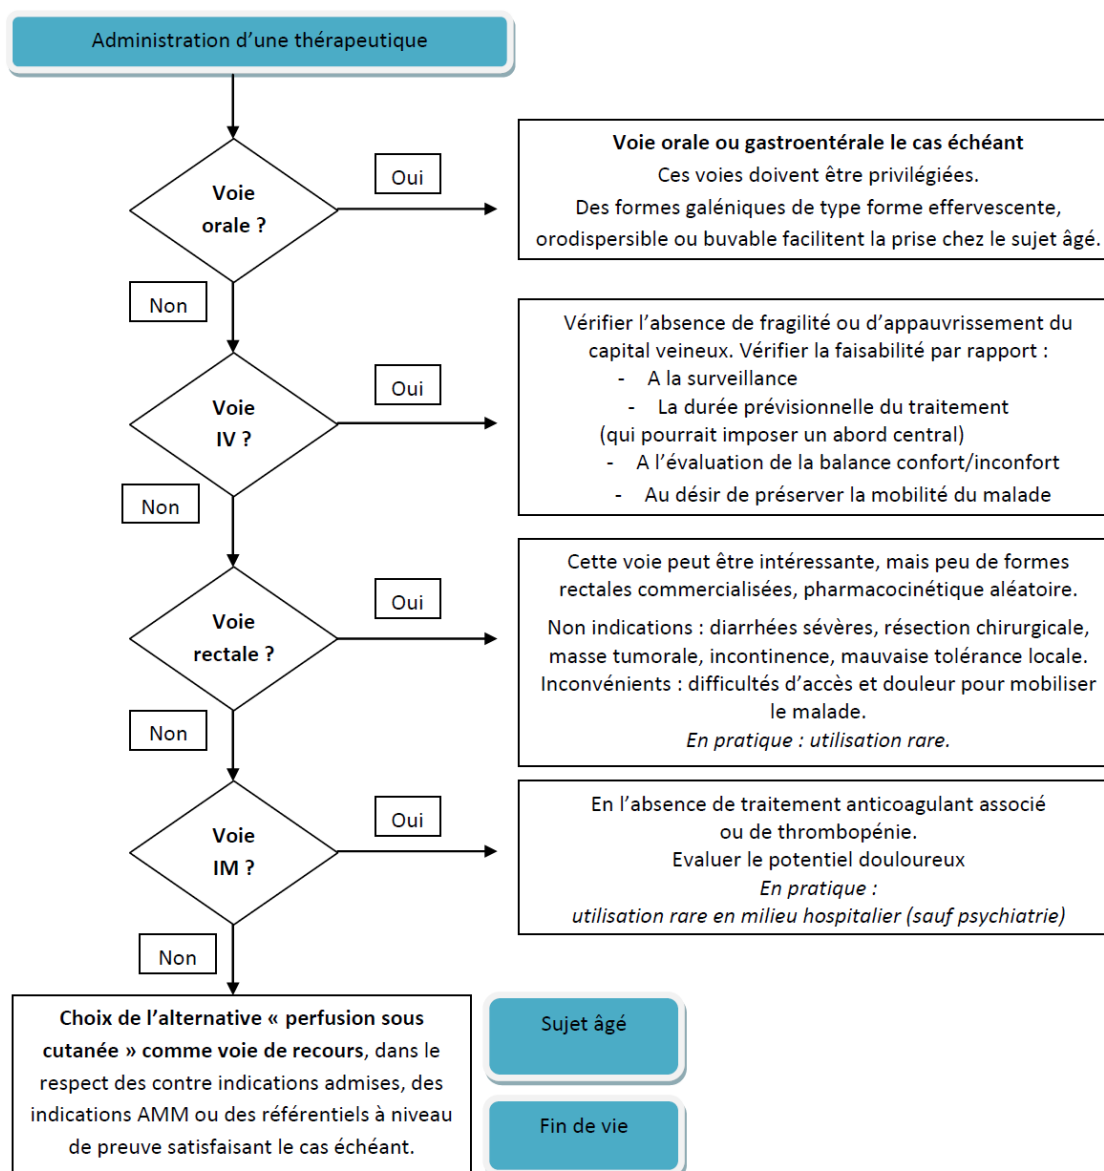 Administration d’une thérapeutique
Voie
orale ?
Oui
Voie orale ou gastroentérale le cas échéant
Ces voies doivent être privilégiées.
Des formes galéniques de type forme effervescente,
orodispersible ou buvable facilitent la prise chez le sujet âgé.
Non
Voie
IV ?
Oui
Vérifier l’absence de fragilité ou d’appauvrissement du
capital veineux. Vérifier la faisabilité par rapport :
- A la surveillance
- La durée prévisionnelle du traitement
(qui pourrait imposer un abord central)
- A l’évaluation de la balance confort/inconfort
- Au désir de préserver la mobilité du malade
Non
Voie
rectale ?
Oui
Cette voie peut être intéressante, mais peu de formes
rectales commercialisées, pharmacocinétique aléatoire.
Non indications : diarrhées sévères, résection chirurgicale,
masse tumorale, incontinence, mauvaise tolérance locale.
Inconvénients : difficultés d’accès et douleur pour mobiliser
le malade.
En pratique : utilisation rare.
Non
Voie
IM ?
Oui
En l’absence de traitement anticoagulant associé
ou de thrombopénie.
Evaluer le potentiel douloureux
En pratique :
utilisation rare en milieu hospitalier (sauf psychiatrie)
Non
Choix de l’alternative « perfusion sous
cutanée » comme voie de recours, dans le
respect des contre indications admises, des
indications AMM ou des référentiels à niveau
de preuve satisfaisant le cas échéant.
Sujet âgé
Fin de vie